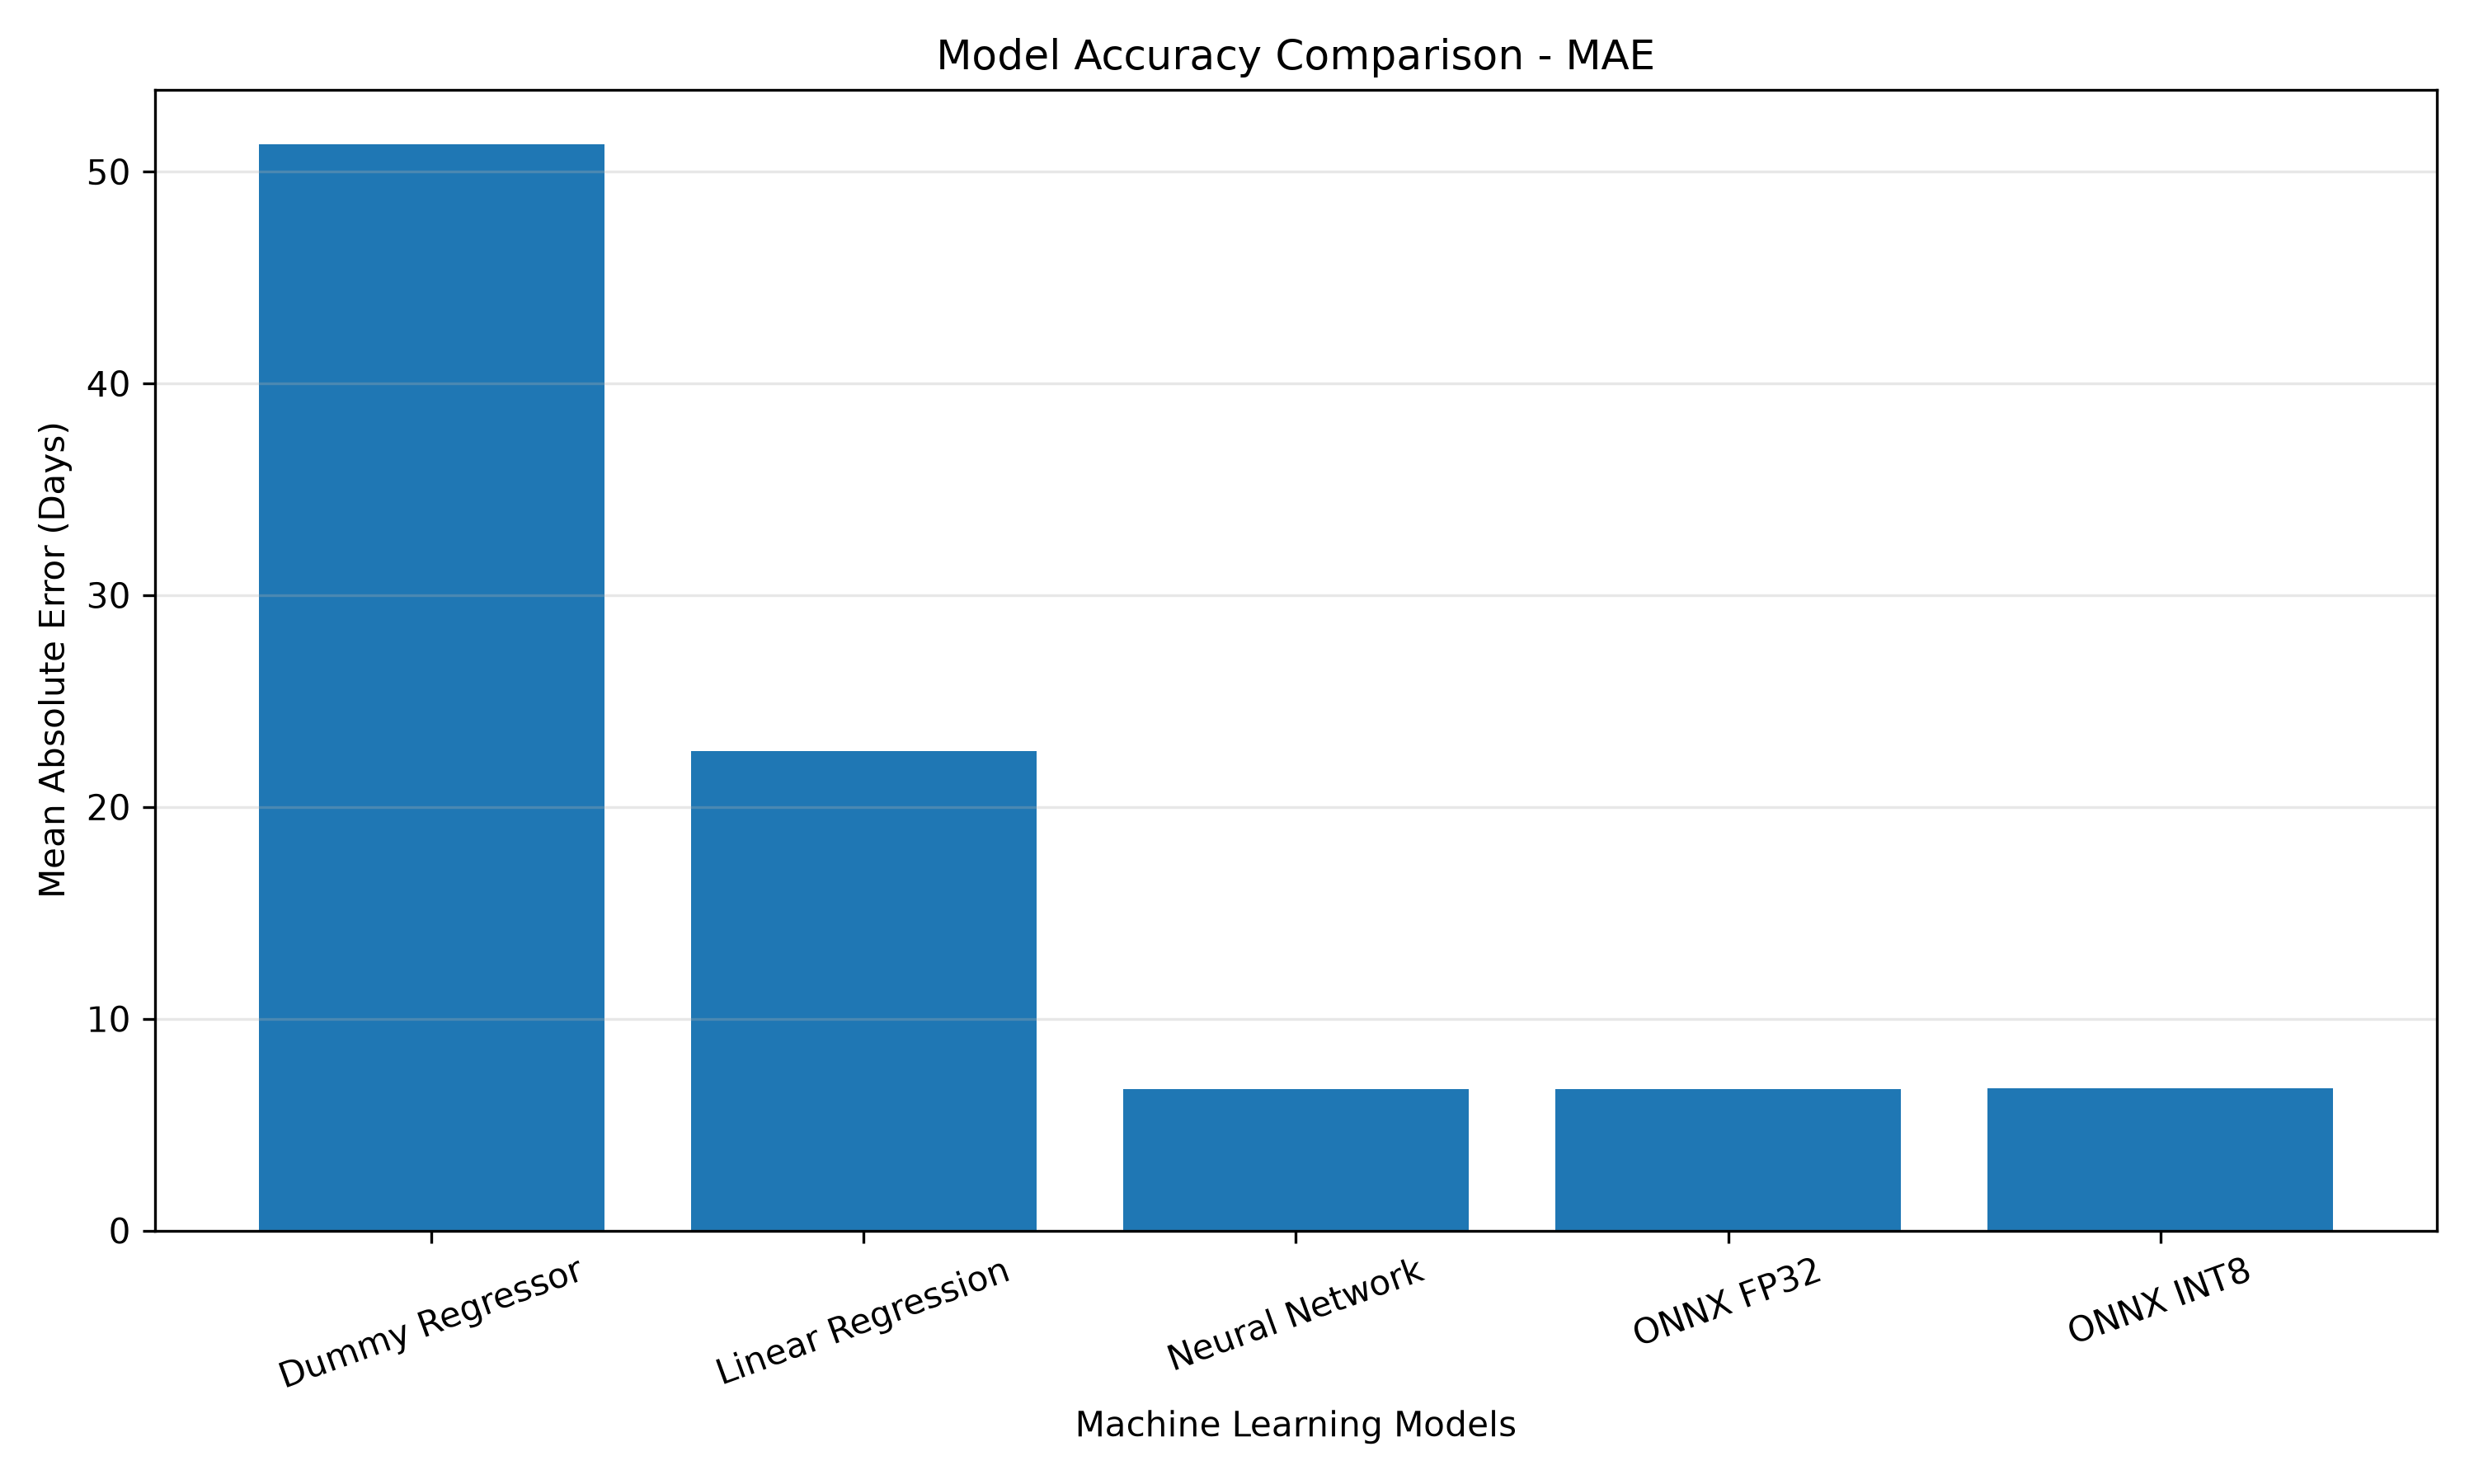 Model Accuracy Comparison - MAE
Mean Absolute Error (Days)
50
40
30
20
10
0
Dummy Regressor
Linear Regression
Neural Network
ONNX FP32
ONNX INT8
Machine Learning Models